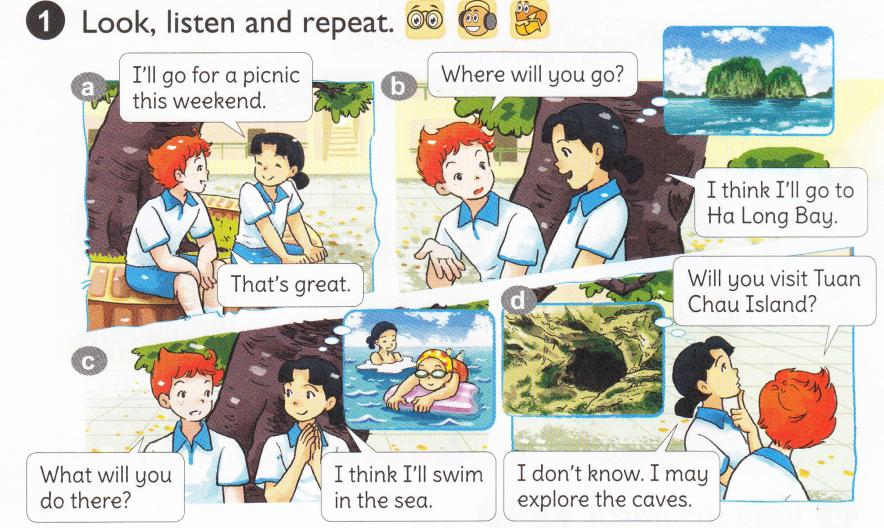 1 Look, listen and repeat.
a
I'll go for a picnic
this weekend.
That's great.
b
Where will you go?
I think I'll go to
Ha Long Bay.
c
What will you
do there?
I think I'll swim
in the sea.
d
Will you visit Tuan
Chau Island?
I don't know. I may
explore the caves.